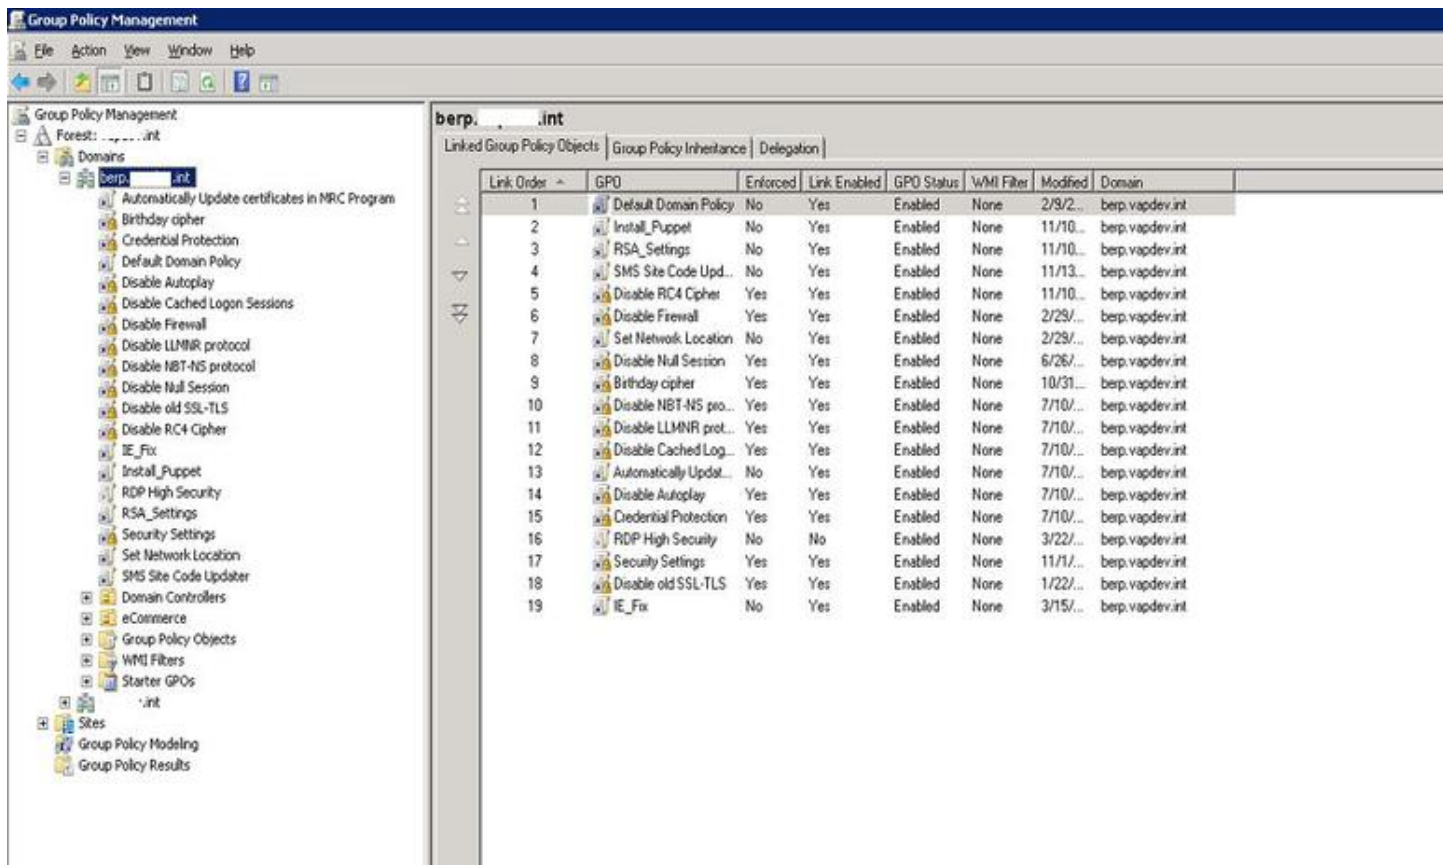 Group Policy Management
File Action View Window Help
Group Policy Management
Forest: .int
Domains
berp. .int
Automatically Update certificates in MRC Program
Birthday cipher
Credential Protection
Default Domain Policy
Disable Autoplay
Disable Cached Logon Sessions
Disable Firewall
Disable LLMNR protocol
Disable NBT-NS protocol
Disable Null Session
Disable old SSL-TLS
Disable RC4 Cipher
IE_Fix
Install_Puppet
RDP High Security
RSA_Settings
Security Settings
Set Network Location
SMS Site Code Updater
Domain Controllers
eCommerce
Group Policy Objects
WMI Filters
Starter GPOs
.int
Sites
Group Policy Modeling
Group Policy Results
berp. .int
Linked Group Policy Objects Group Policy Inheritance Delegation
Link Order GPO Enforced Link Enabled GPO Status WMI Filter Modified Domain
1 Default Domain Policy No Yes Enabled None 2/9/2... berp.vapdev.int
2 Install_Puppet No Yes Enabled None 11/10... berp.vapdev.int
3 RSA_Settings No Yes Enabled None 11/10... berp.vapdev.int
4 SMS Site Code Upd... No Yes Enabled None 11/13... berp.vapdev.int
5 Disable RC4 Cipher Yes Yes Enabled None 11/10... berp.vapdev.int
6 Disable Firewall Yes Yes Enabled None 2/29/... berp.vapdev.int
7 Set Network Location No Yes Enabled None 2/29/... berp.vapdev.int
8 Disable Null Session Yes Yes Enabled None 6/26/... berp.vapdev.int
9 Birthday cipher Yes Yes Enabled None 10/31... berp.vapdev.int
10 Disable NBT-NS pro... Yes Yes Enabled None 7/10/... berp.vapdev.int
11 Disable LLMNR prot... Yes Yes Enabled None 7/10/... berp.vapdev.int
12 Disable Cached Log... Yes Yes Enabled None 7/10/... berp.vapdev.int
13 Automatically Updat... No Yes Enabled None 7/10/... berp.vapdev.int
14 Disable Autoplay Yes Yes Enabled None 7/10/... berp.vapdev.int
15 Credential Protection Yes Yes Enabled None 7/10/... berp.vapdev.int
16 RDP High Security No No Enabled None 3/22/... berp.vapdev.int
17 Security Settings Yes Yes Enabled None 11/1/... berp.vapdev.int
18 Disable old SSL-TLS Yes Yes Enabled None 1/22/... berp.vapdev.int
19 IE_Fix No Yes Enabled None 3/15/... berp.vapdev.int